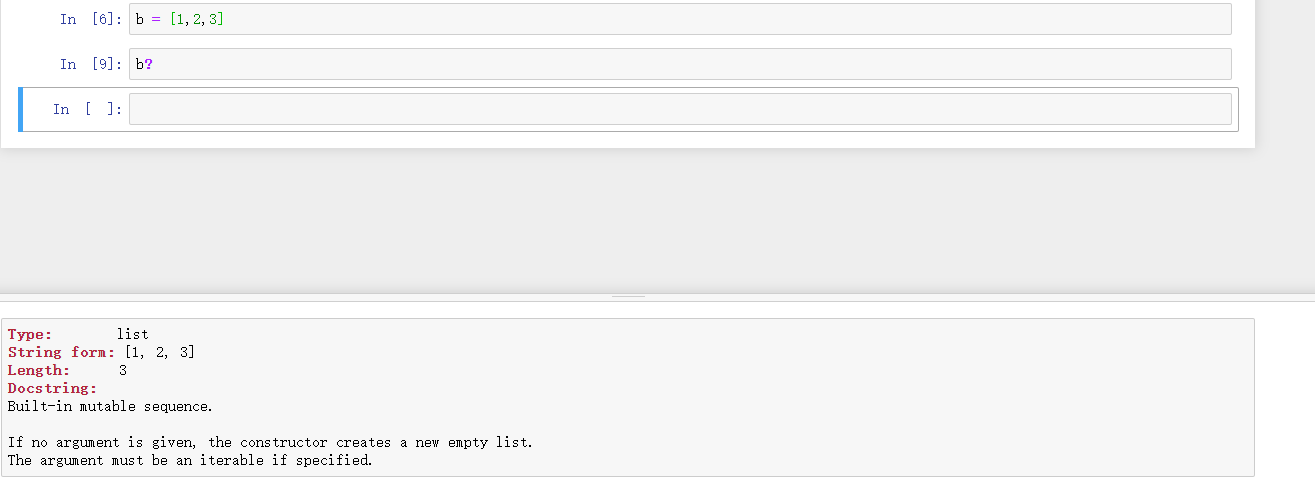 In [6]: b = [1,2,3]
In [9]: b?
In [ ]:
Type: list
String form: [1, 2, 3]
Length: 3
Docstring:
Built-in mutable sequence.
If no argument is given, the constructor creates a new empty list.
The argument must be an iterable if specified.